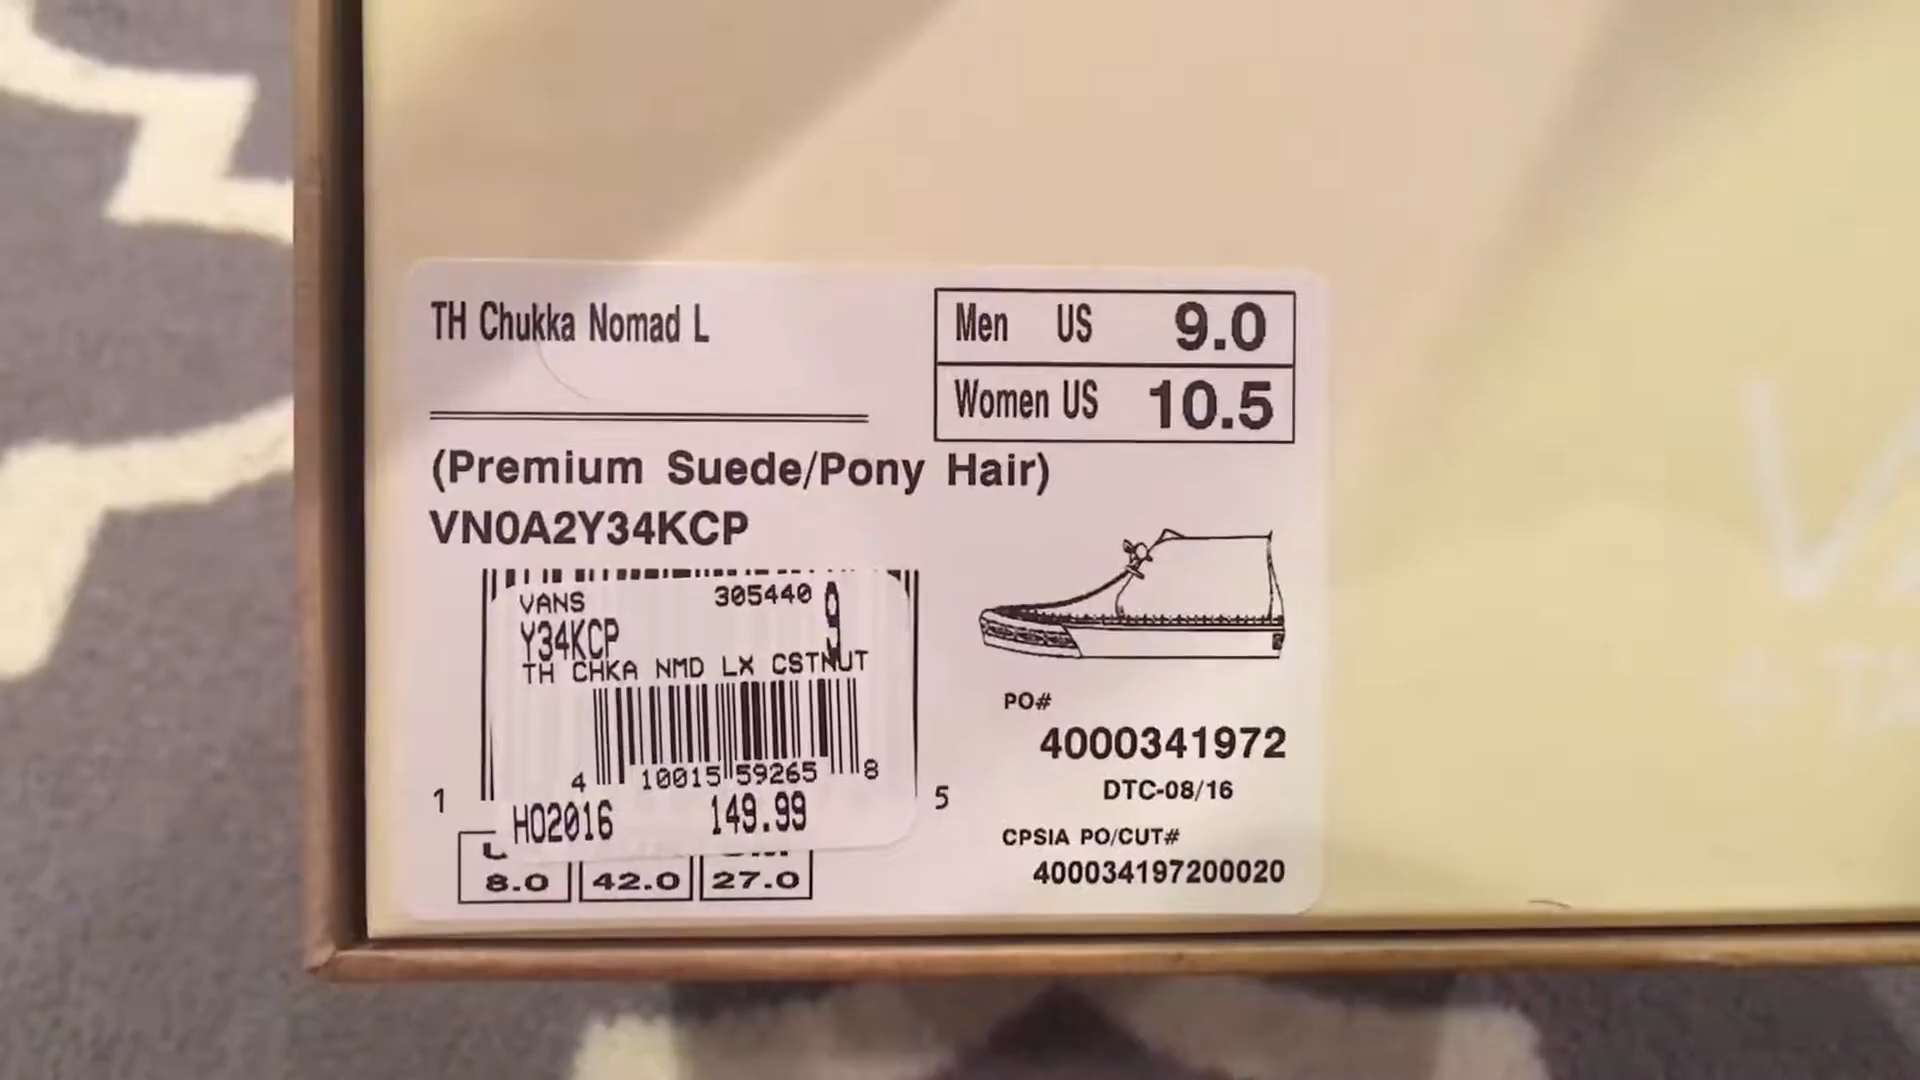 TH Chukka Nomad L
Men US 9.0
Women US 10.5
(Premium Suede/Pony Hair)
VN0A2Y34KCP
VANS 305440 9
Y34KCP
TH CHKA NMD LX CSTNUT
4 10015 59265 8
HO2016 149.99
1 5
8.0 42.0 27.0
PO#
4000341972
DTC-08/16
CPSIA PO/CUT#
400034197200020